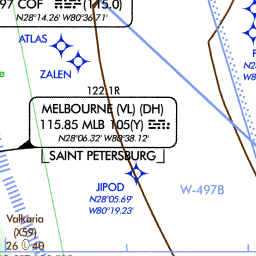 97 COF (115.0)
N28°14.26' W80°36.71'
ATLAS
ZALEN
122.1R
MELBOURNE (VL) (DH)
115.85 MLB 105(Y)
N28°06.32' W80°38.12'
SAINT PETERSBURG
JIPOD
N28°05.69'
W80°19.23'
W-497B
Valkaria
(X59)
26 40